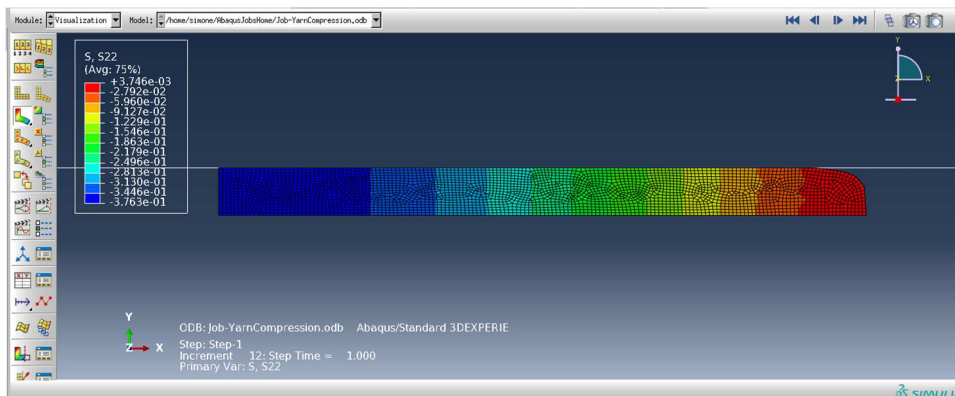 Module: Visualization Model: /home/simone/AbaqusJobsHome/Job-YarnCompression.odb
S, S22
(Avg: 75%)
+3.746e-03
-2.792e-02
-5.960e-02
-9.127e-02
-1.229e-01
-1.546e-01
-1.863e-01
-2.179e-01
-2.496e-01
-2.813e-01
-3.130e-01
-3.446e-01
-3.763e-01
Y
X
Z
Y
Z X
ODB: Job-YarnCompression.odb Abaqus/Standard 3DEXPERIE
Step: Step-1
Increment 12: Step Time = 1.000
Primary Var: S, S22
SIMULI